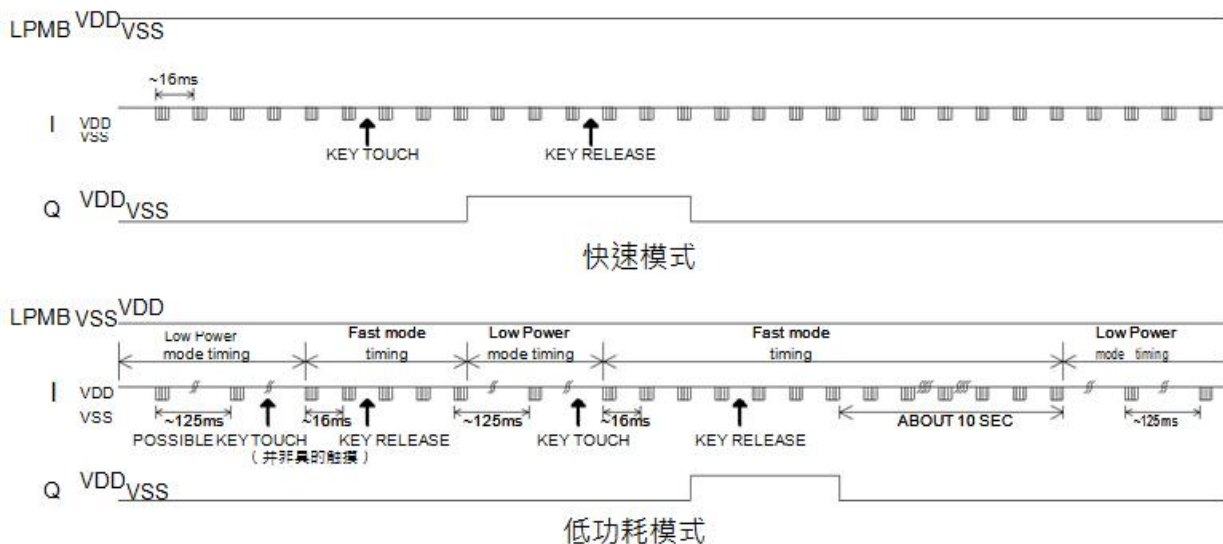 LPMB VDD VSS
~16ms
I VDD VSS
KEY TOUCH KEY RELEASE
Q VDD VSS
快速模式
LPMB VSS VDD
Low Power mode timing
Fast mode timing
Low Power mode timing
Fast mode timing
Low Power mode timing
I VDD VSS
~125ms ~16ms ~125ms ~16ms ABOUT 10 SEC ~125ms
POSSIBLE KEY TOUCH KEY RELEASE KEY TOUCH KEY RELEASE
(并非真的触摸)
Q VDD VSS
低功耗模式